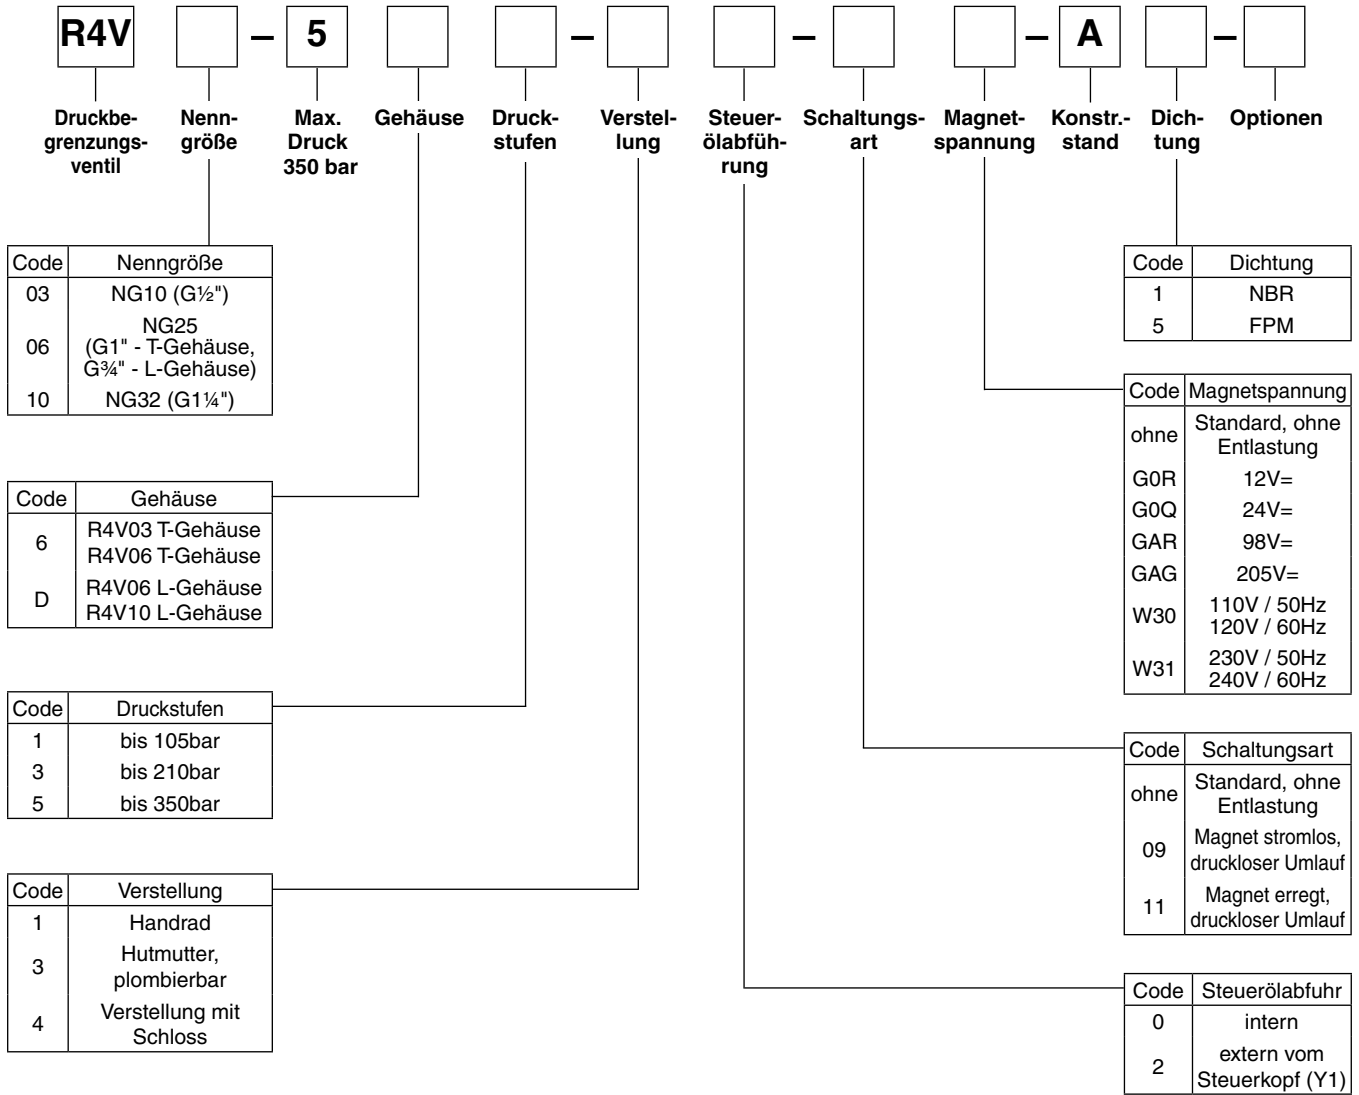 R4V – 5 – – – A –
Druckbe- Nenn- Max. Gehäuse Druck- Verstel- Steuer- Schaltungs- Magnet- Konstr.- Dich- Optionen
grenzungs- größe Druck stufen lung ölabfüh- art spannung stand tung
ventil 350 bar rung
Code Nenngröße
03 NG10 (G½")
NG25
06 (G1" - T-Gehäuse,
G¾" - L-Gehäuse)
10 NG32 (G1¼")
Code Gehäuse
6 R4V03 T-Gehäuse
R4V06 T-Gehäuse
D R4V06 L-Gehäuse
R4V10 L-Gehäuse
Code Druckstufen
1 bis 105bar
3 bis 210bar
5 bis 350bar
Code Verstellung
1 Handrad
3 Hutmutter,
plombierbar
4 Verstellung mit
Schloss
Code Dichtung
1 NBR
5 FPM
Code Magnetspannung
ohne Standard, ohne
Entlastung
G0R 12V=
G0Q 24V=
GAR 98V=
GAG 205V=
W30 110V / 50Hz
120V / 60Hz
W31 230V / 50Hz
240V / 60Hz
Code Schaltungsart
ohne Standard, ohne
Entlastung
09 Magnet stromlos,
druckloser Umlauf
11 Magnet erregt,
druckloser Umlauf
Code Steuerölabfuhr
0 intern
2 extern vom
Steuerkopf (Y1)